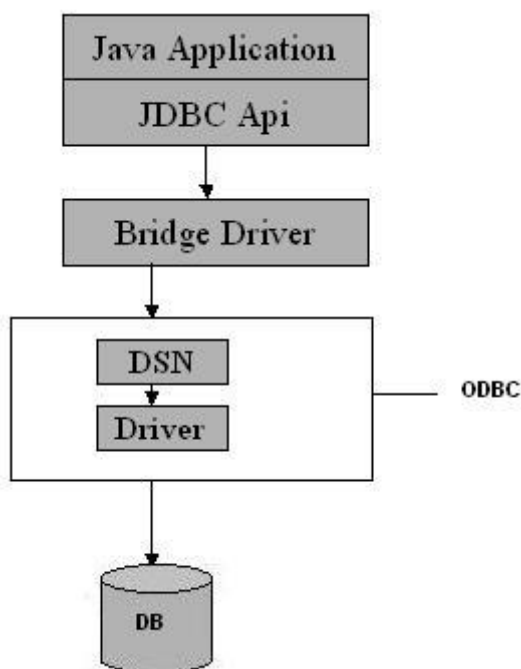 Java Application
JDBC Api
Bridge Driver
DSN
Driver
ODBC
DB